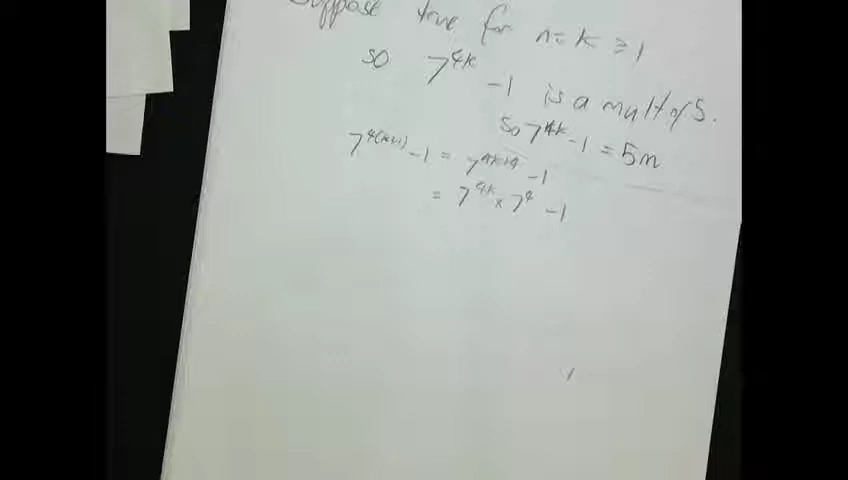 Suppose true for n = k ≥ 1
so 7^4k - 1 is a mult of 5.
So 7^4k - 1 = 5m
7^4(k+1) - 1 = 7^4k+4 - 1
= 7^4k × 7^4 - 1